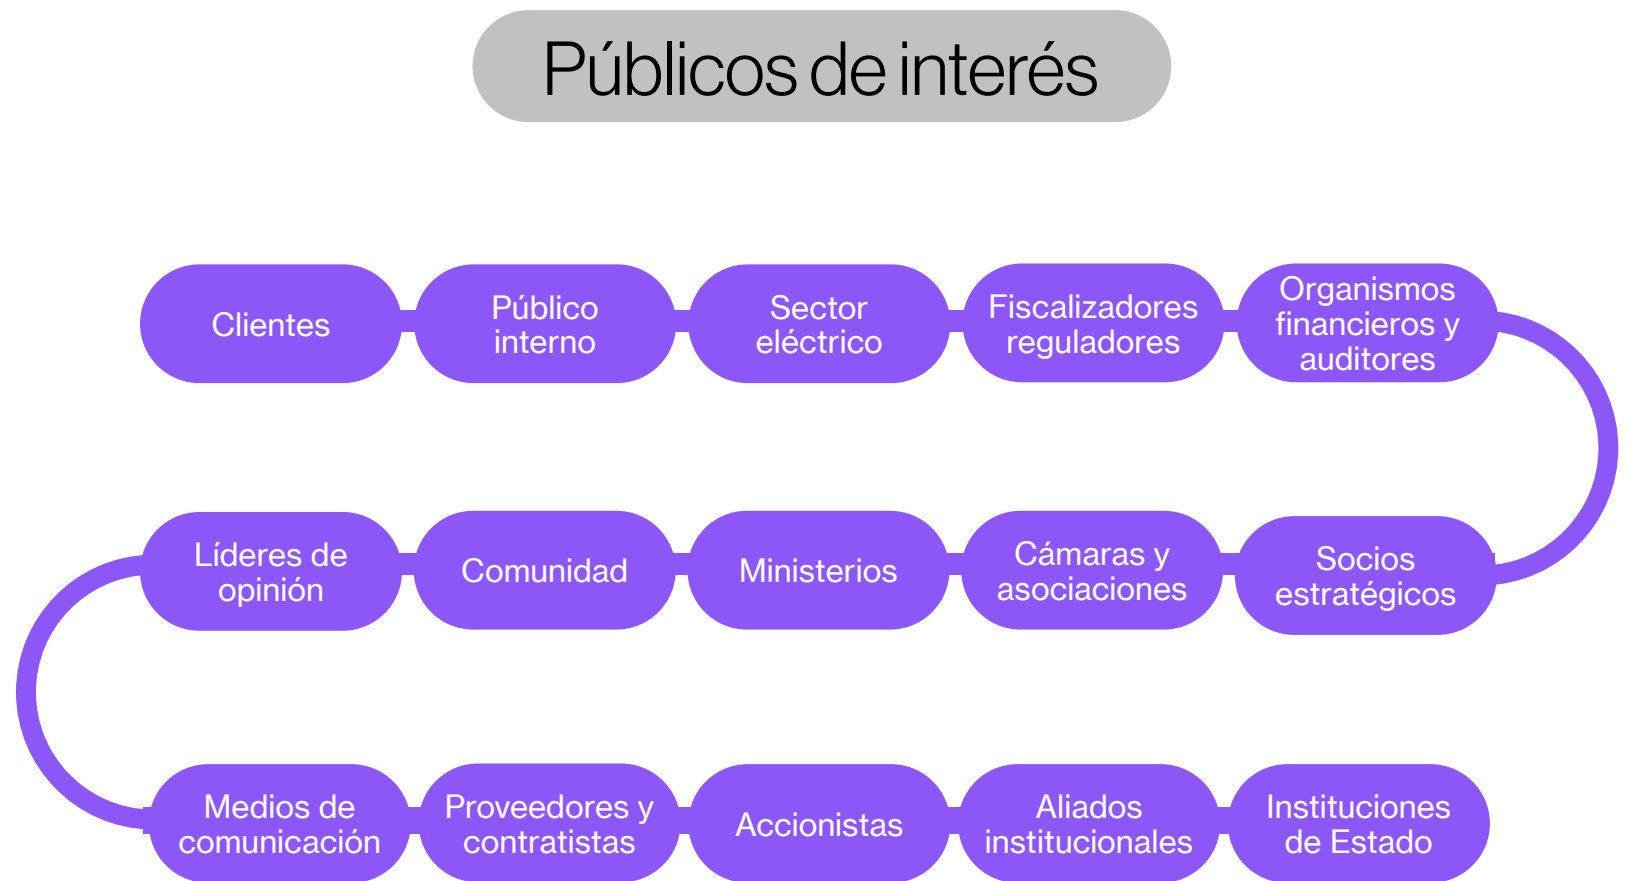 Públicos de interés
Clientes
Público
interno
Sector
eléctrico
Fiscalizadores
reguladores
Organismos
financieros y
auditores
Líderes de
opinión
Comunidad
Ministerios
Cámaras y
asociaciones
Socios
estratégicos
Medios de
comunicación
Proveedores y
contratistas
Accionistas
Aliados
institucionales
Instituciones
de Estado